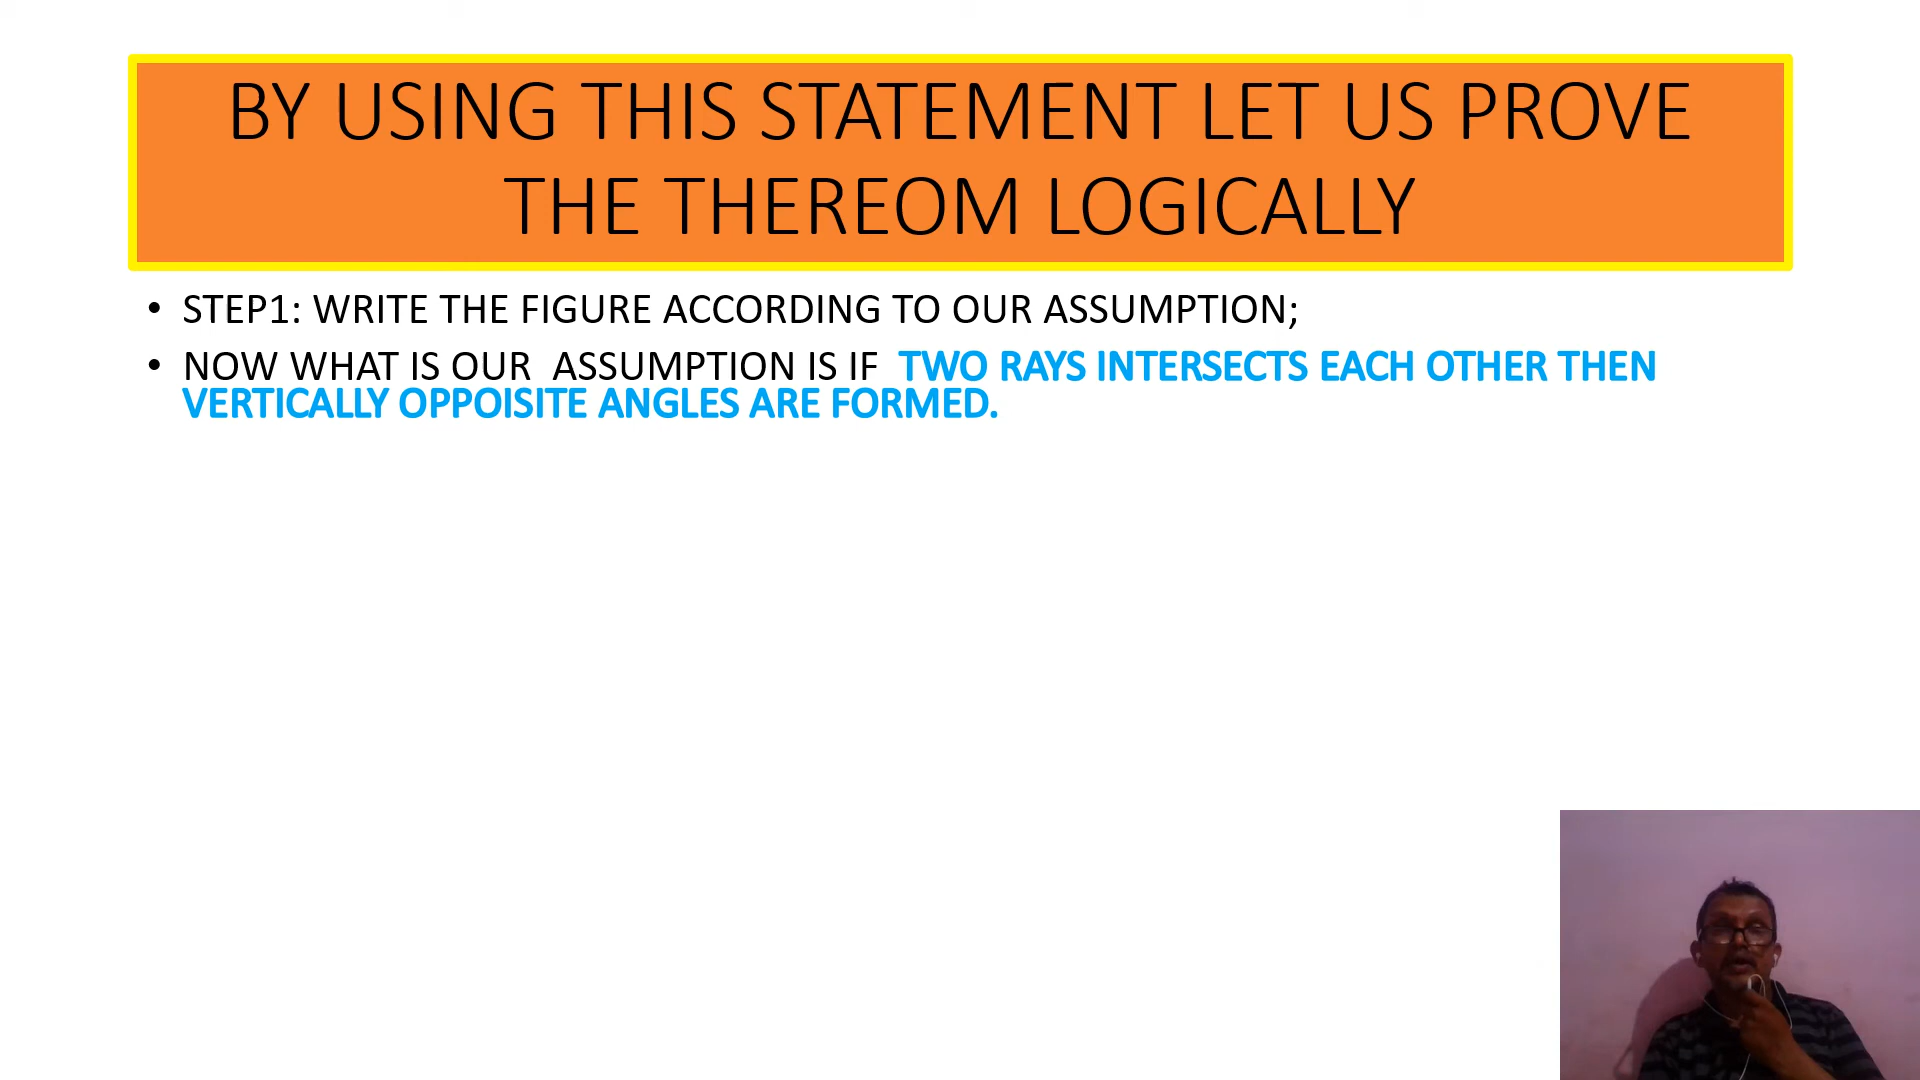 BY USING THIS STATEMENT LET US PROVE
THE THEREOM LOGICALLY
• STEP1: WRITE THE FIGURE ACCORDING TO OUR ASSUMPTION;
• NOW WHAT IS OUR  ASSUMPTION IS IF  TWO RAYS INTERSECTS EACH OTHER THEN
VERTICALLY OPPOISITE ANGLES ARE FORMED.